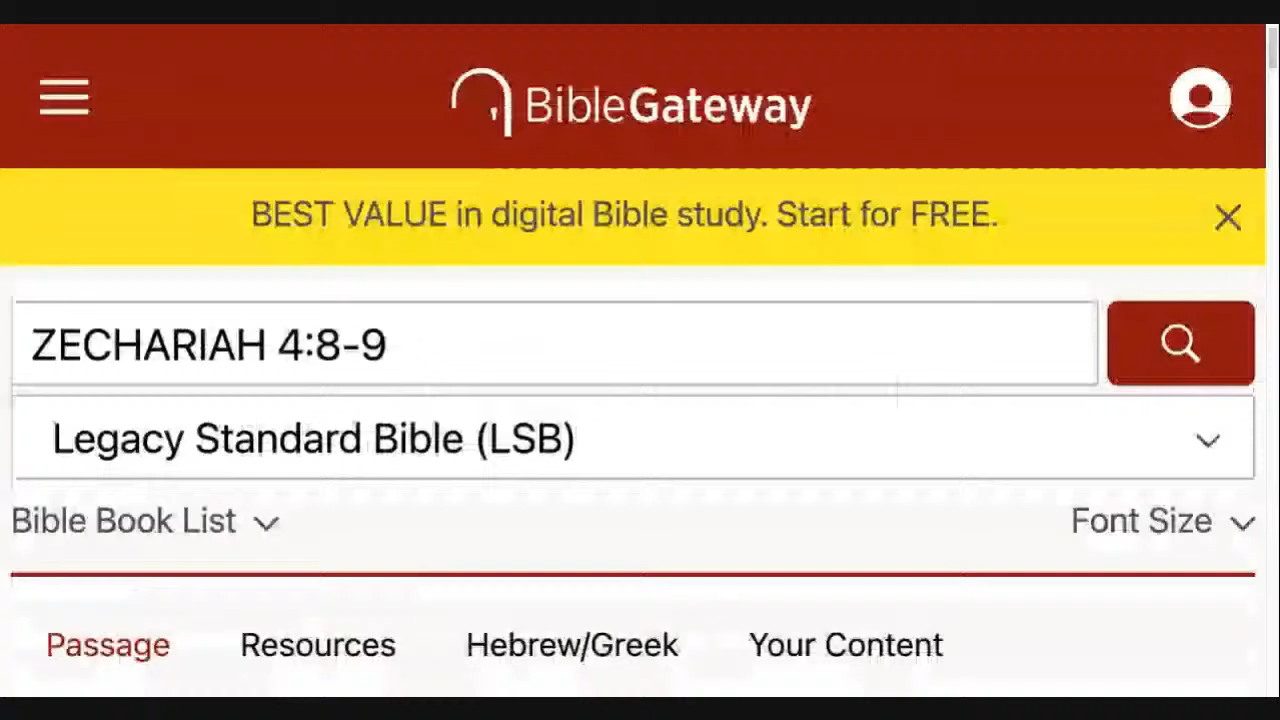 BibleGateway
BEST VALUE in digital Bible study. Start for FREE.
ZECHARIAH 4:8-9
Legacy Standard Bible (LSB)
Bible Book List
Font Size
Passage Resources Hebrew/Greek Your Content